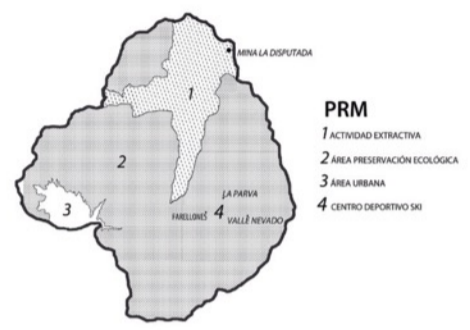 MINA LA DISPUTADA
1
2
3
LA PARVA
FARELLONES 4
VALLE NEVADO
PRM
1 ACTIVIDAD EXTRACTIVA
2 ÁREA PRESERVACIÓN ECOLÓGICA
3 ÁREA URBANA
4 CENTRO DEPORTIVO SKI